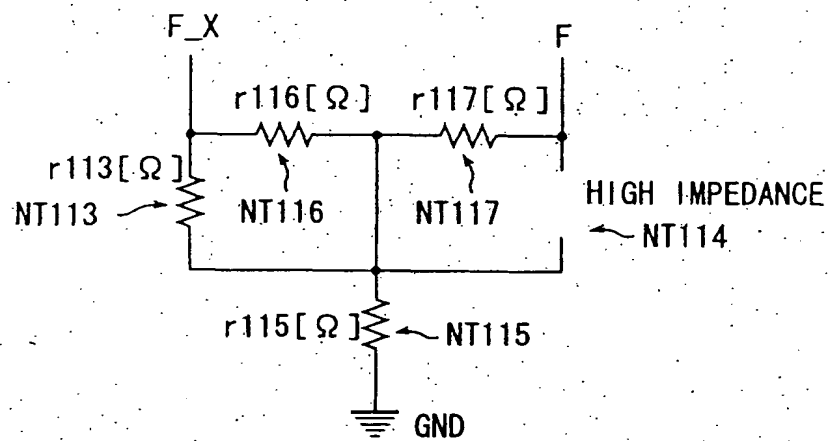 F_X
F
r116[Ω]
r117[Ω]
r113[Ω]
NT113
NT116
NT117
HIGH IMPEDANCE
NT114
r115[Ω]
NT115
GND